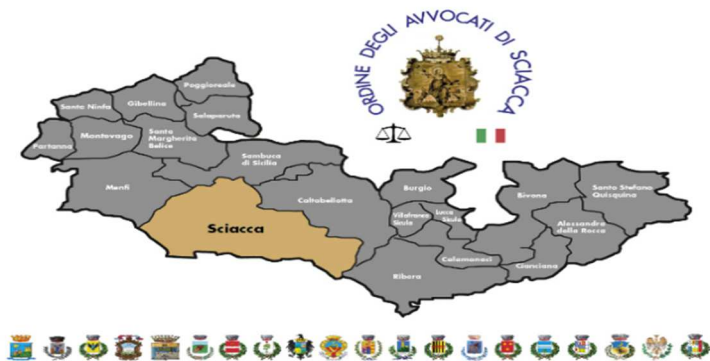 ORDINE DEGLI AVVOCATI DI SCIACCA
Poggioreale
Santa Ninfa
Gibellina
Salaparuta
Partanna
Montevago
Santa
Margherita
Belice
Sambuca
di Sicilia
Menfi
Caltabellotta
Burgio
Bivona
Santo Stefano
Quisquina
Sciacca
Villafranca
Sicula
Lucca
Sicula
Alessandria
della Rocca
Calamonaci
Cianciana
Ribera